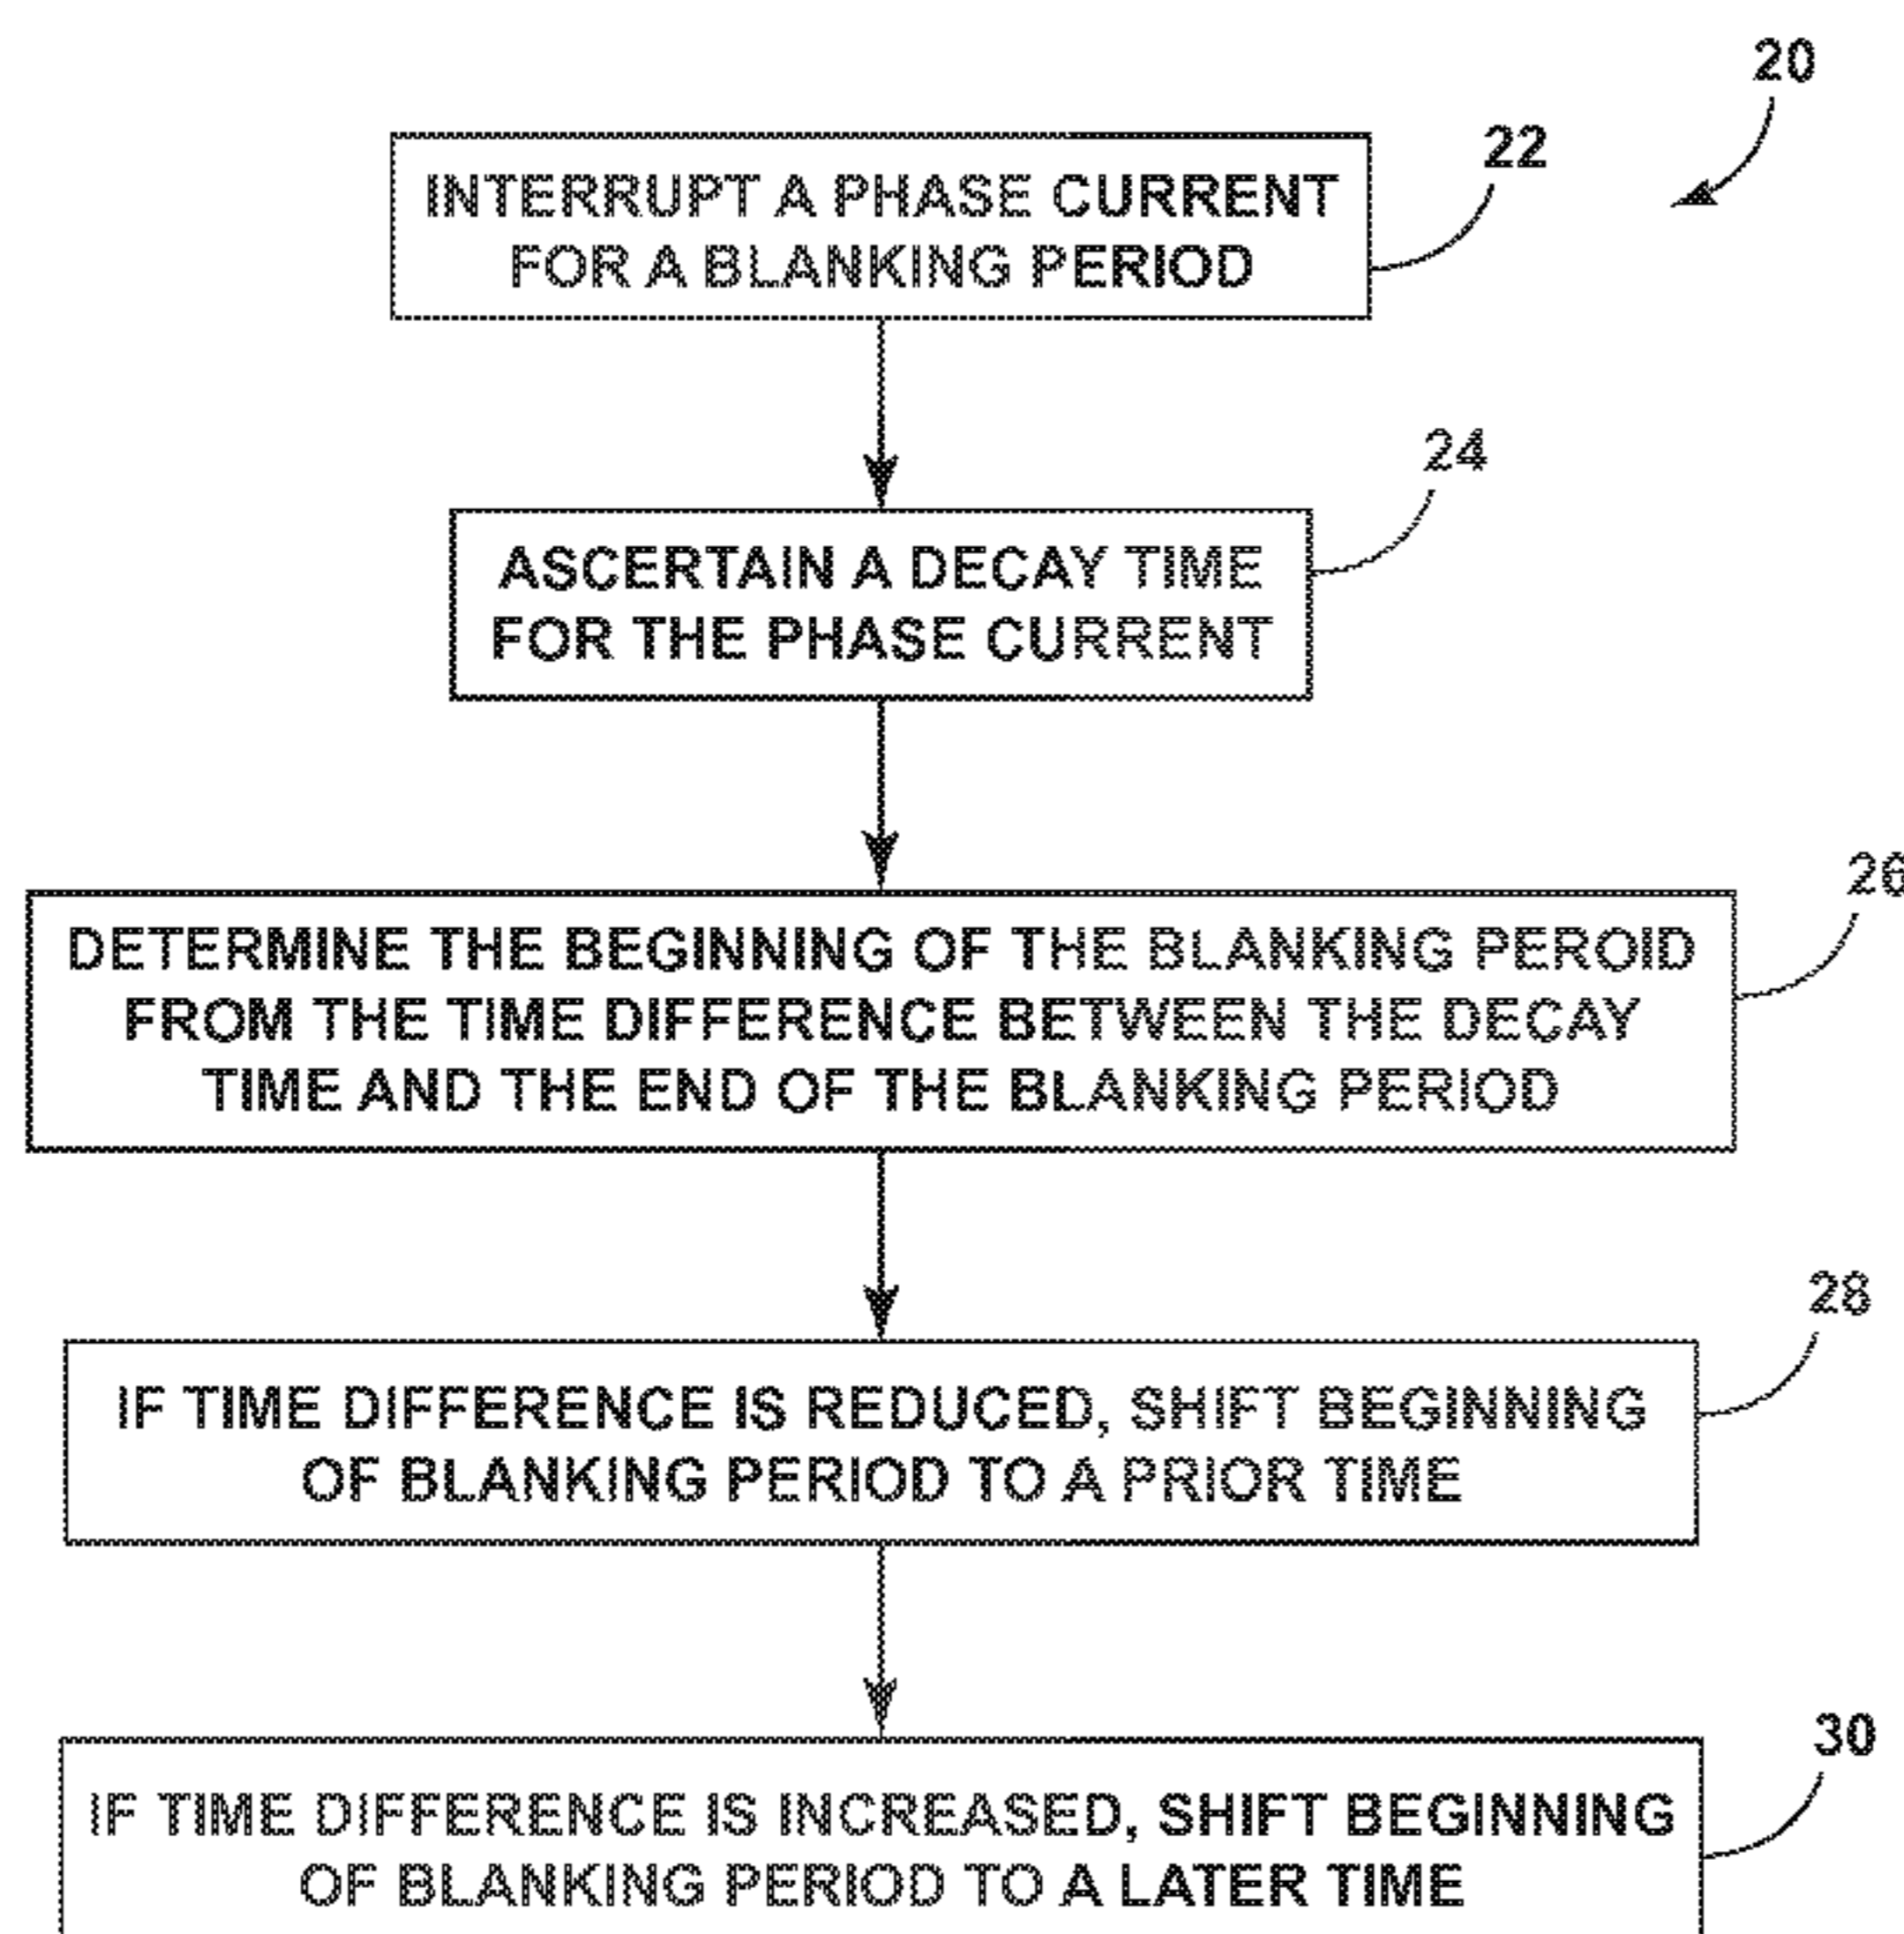 20
22
INTERRUPT A PHASE CURRENT
FOR A BLANKING PERIOD
24
ASCERTAIN A DECAY TIME
FOR THE PHASE CURRENT
26
DETERMINE THE BEGINNING OF THE BLANKING PEROID
FROM THE TIME DIFFERENCE BETWEEN THE DECAY
TIME AND THE END OF THE BLANKING PERIOD
28
IF TIME DIFFERENCE IS REDUCED, SHIFT BEGINNING
OF BLANKING PERIOD TO A PRIOR TIME
30
IF TIME DIFFERENCE IS INCREASED, SHIFT BEGINNING
OF BLANKING PERIOD TO A LATER TIME